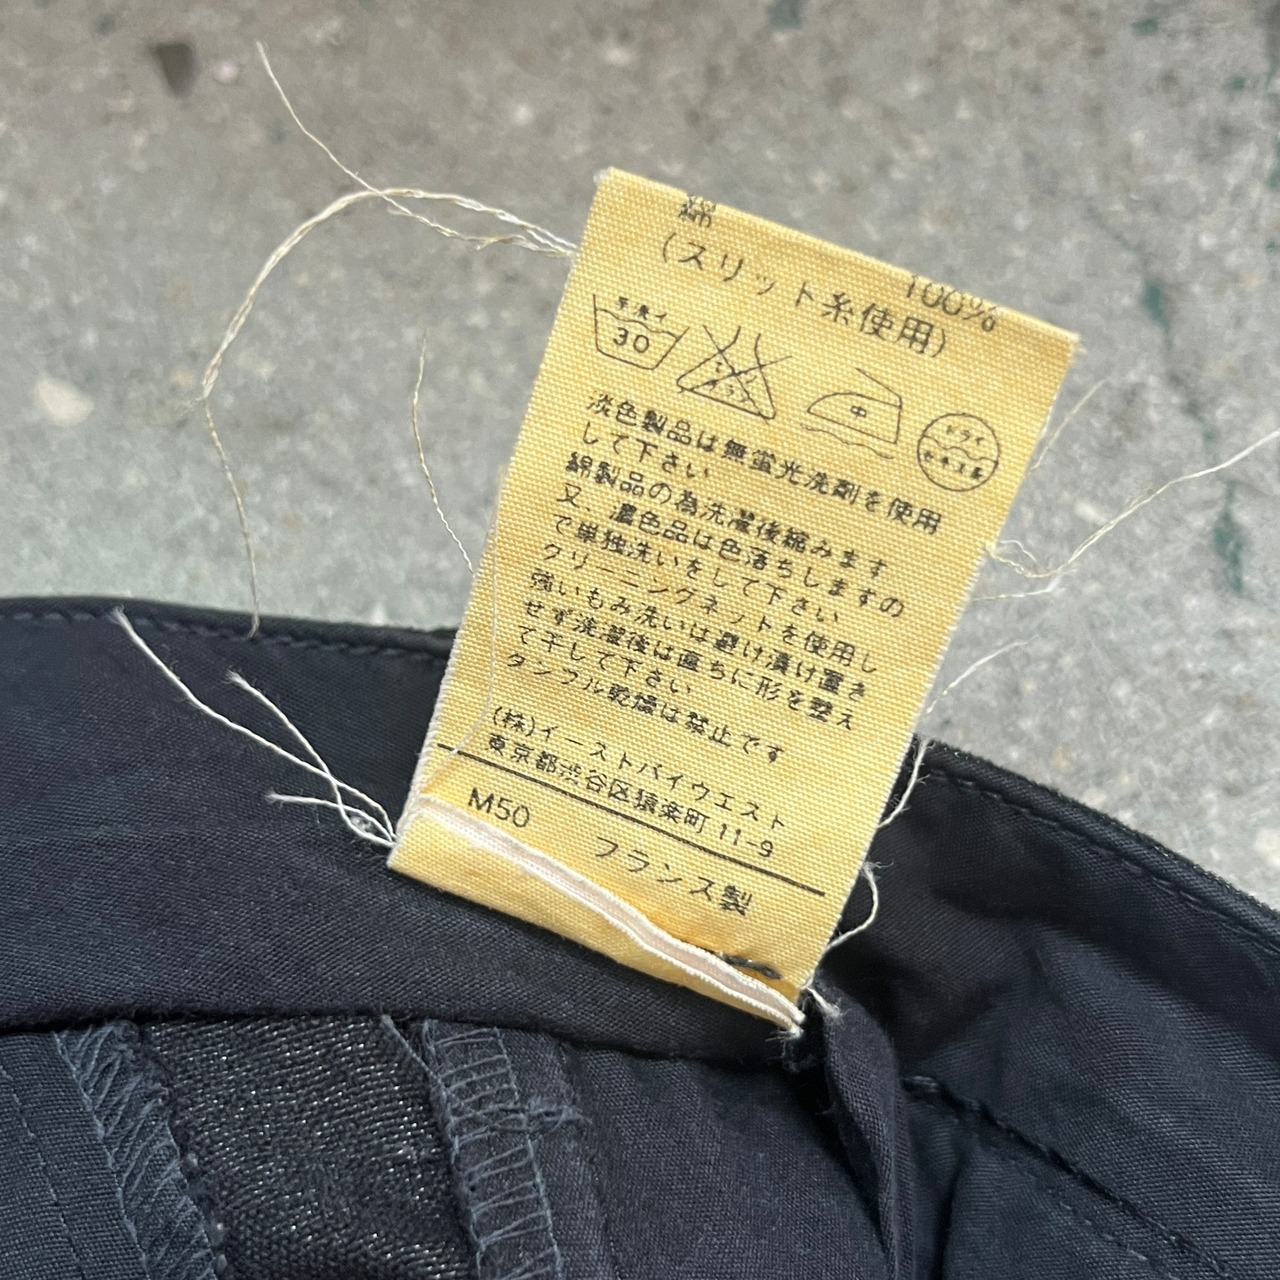 綿 100%
(スリット糸使用)
手洗イ 30 中 ドライ
淡色製品は無蛍光洗剤を使用
して下さい
綿製品の為洗濯後縮みます
又、濃色品は色落ちしますの
で単独洗いをして下さい
クリーニングネットを使用し
強いもみ洗いは避け漬け置き
せず洗濯後は直ちに形を整え
て干して下さい
タンブル乾燥は禁止です
(株)イーストバイウエスト
東京都渋谷区猿楽町 11-9
M50 フランス製